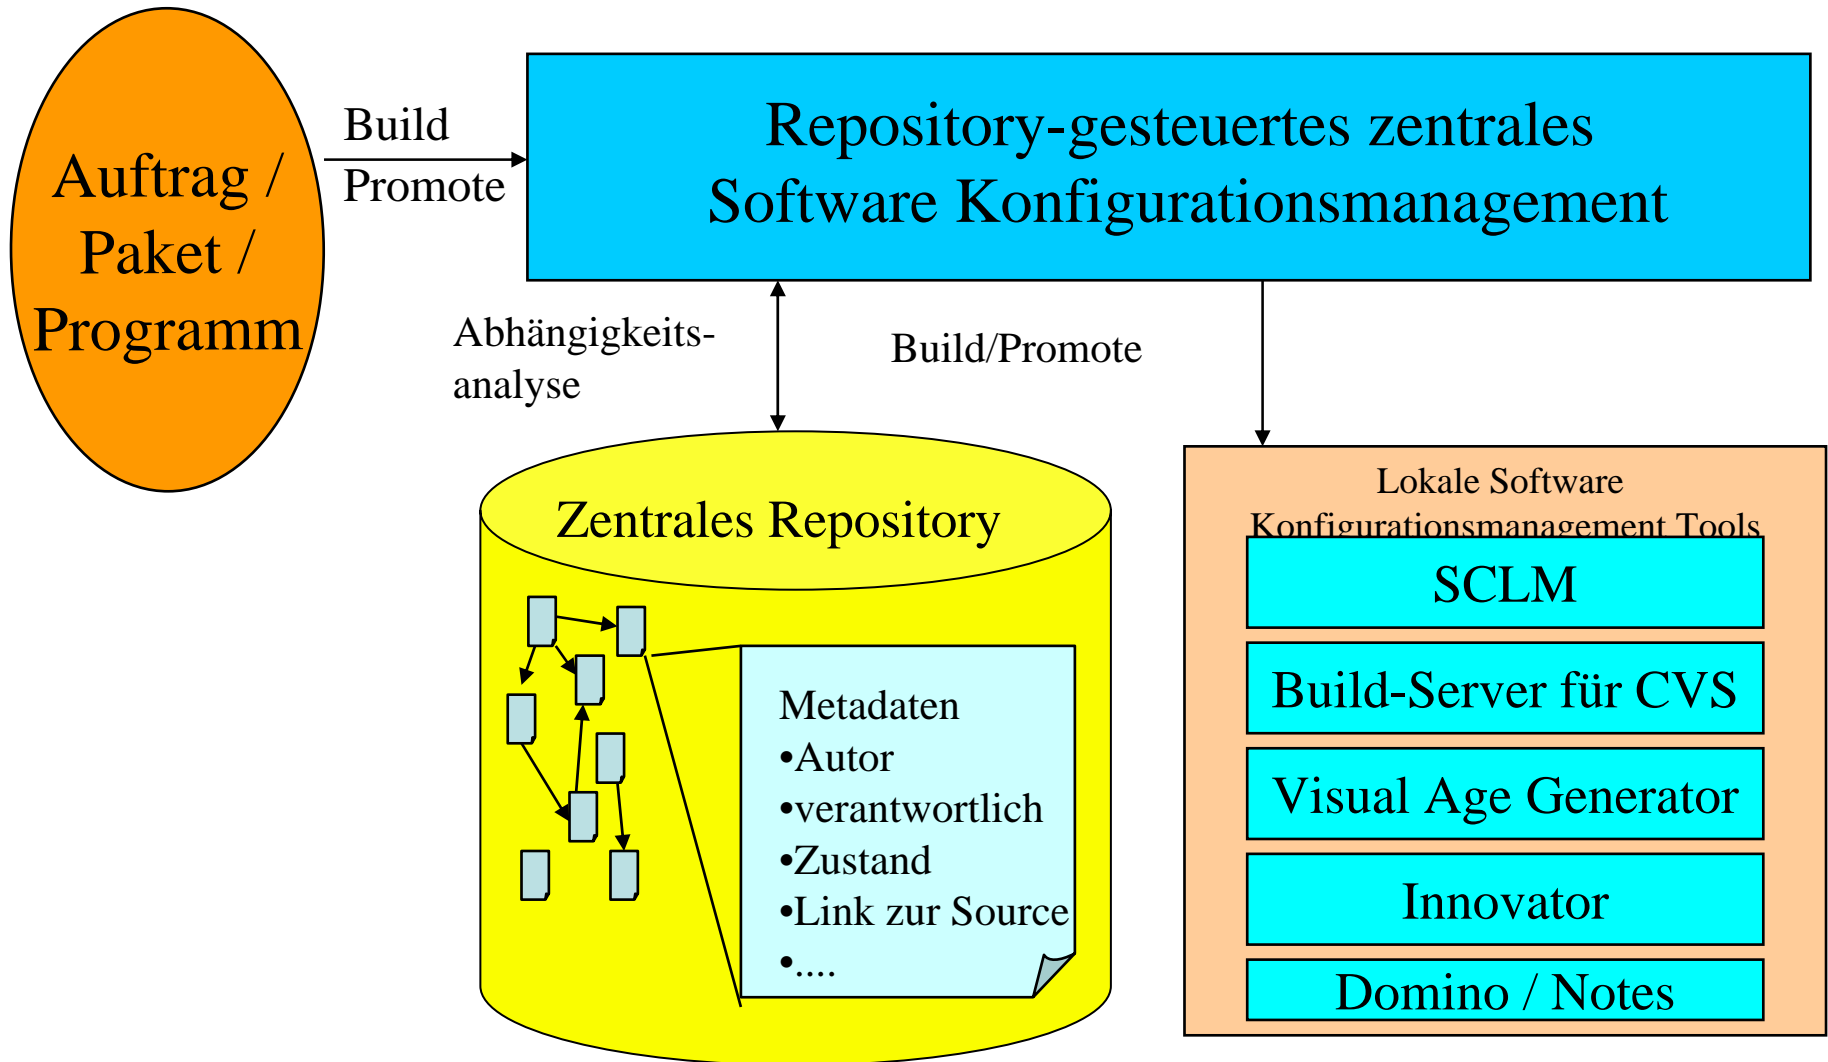 Auftrag /
Paket /
Programm
Build
Promote
Repository-gesteuertes zentrales
Software Konfigurationsmanagement
Abhängigkeits-
analyse
Build/Promote
Zentrales Repository
Metadaten
•Autor
•verantwortlich
•Zustand
•Link zur Source
•....
Lokale Software
Konfigurationsmanagement Tools
SCLM
Build-Server für CVS
Visual Age Generator
Innovator
Domino / Notes